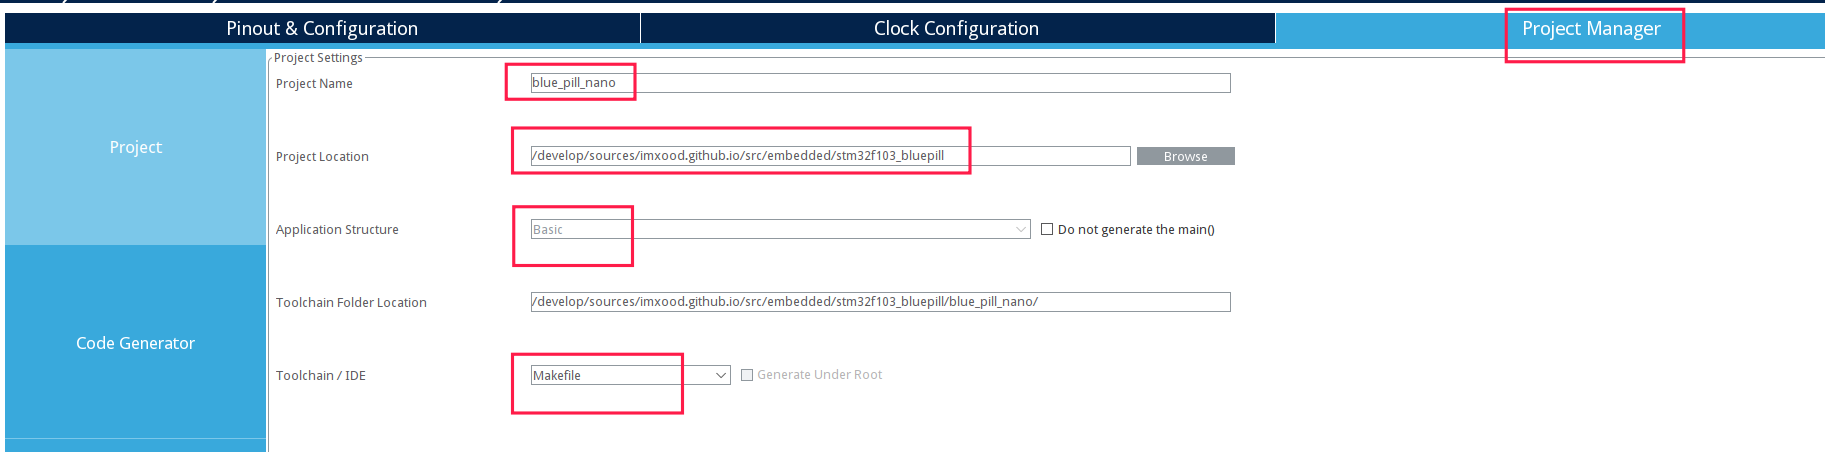 Pinout & Configuration
Clock Configuration
Project Manager
Project Settings
Project Name
blue_pill_nano
Project
Project Location
/develop/sources/imxood.github.io/src/embedded/stm32f103_bluepill
Browse
Application Structure
Basic
Do not generate the main()
Toolchain Folder Location
/develop/sources/imxood.github.io/src/embedded/stm32f103_bluepill/blue_pill_nano/
Code Generator
Toolchain / IDE
Makefile
Generate Under Root